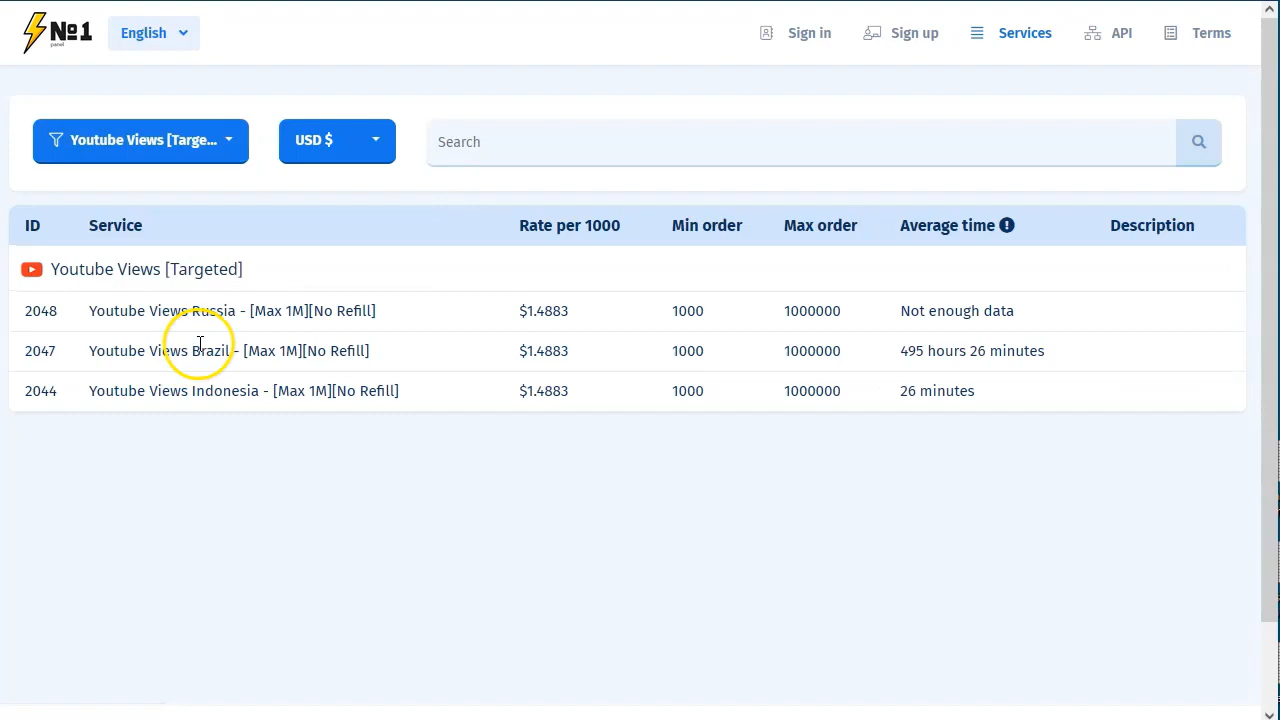 №1 panel English Sign in Sign up Services API Terms
Youtube Views [Targe... USD $ Search
ID Service Rate per 1000 Min order Max order Average time Description
Youtube Views [Targeted]
2048 Youtube Views Russia - [Max 1M][No Refill] $1.4883 1000 1000000 Not enough data
2047 Youtube Views Brazil - [Max 1M][No Refill] $1.4883 1000 1000000 495 hours 26 minutes
2044 Youtube Views Indonesia - [Max 1M][No Refill] $1.4883 1000 1000000 26 minutes